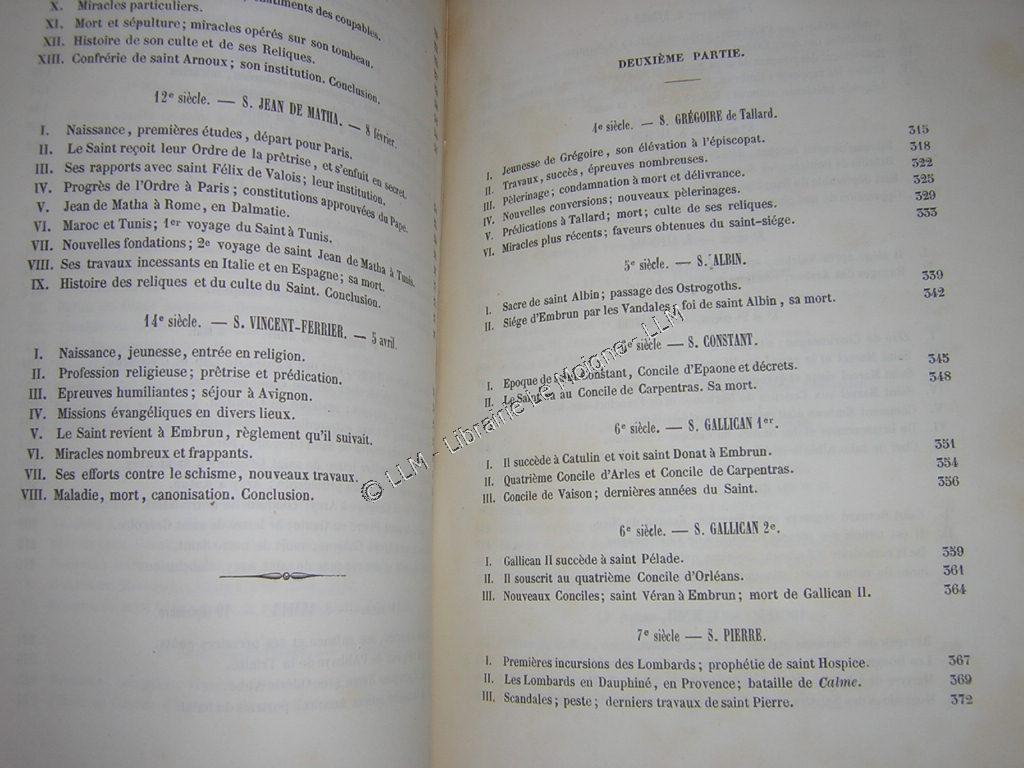 X. Miracles particuliers.
des coupables.
XI. Mort et sépulture; miracles opérés sur son tombeau.
XII. Histoire de son culte et de ses Reliques.
XIII. Confrérie de saint Arnoux; son institution. Conclusion.
12e siècle. — S. JEAN DE MATHA. — 8 février.
I. Naissance, premières études, départ pour Paris.
II. Le Saint reçoit leur Ordre de la prêtrise, et s'enfuit en secret.
III. Ses rapports avec saint Félix de Valois; leur institution.
IV. Progrès de l'Ordre à Paris; constitutions approuvées du Pape.
V. Jean de Matha à Rome, en Dalmatie.
VI. Maroc et Tunis; 1er voyage du Saint à Tunis.
VII. Nouvelles fondations; 2e voyage de saint Jean de Matha à Tunis.
VIII. Ses travaux incessants en Italie et en Espagne; sa mort.
IX. Histoire des reliques et du culte du Saint. Conclusion.
14e siècle. — S. VINCENT-FERRIER. — 5 avril.
I. Naissance, jeunesse, entrée en religion.
II. Profession religieuse; prêtrise et prédication.
III. Epreuves humiliantes; séjour à Avignon.
IV. Missions évangéliques en divers lieux.
V. Le Saint revient à Embrun, règlement qu'il suivait.
VI. Miracles nombreux et frappants.
VII. Ses efforts contre le schisme, nouveaux travaux.
VIII. Maladie, mort, canonisation. Conclusion.
DEUXIÈME PARTIE.
4e siècle. — S. GRÉGOIRE de Tallard.
I. Jeunesse de Grégoire, son élévation à l'épiscopat. 315
II. Travaux, succès, épreuves nombreuses. 318
III. Pèlerinage; condamnation à mort et délivrance. 322
IV. Nouvelles conversions; nouveaux pèlerinages. 325
V. Prédications à Tallard; mort; culte de ses reliques. 329
VI. Miracles plus récents; faveurs obtenues du saint-siége. 333
5e siècle. — S. ALBIN.
I. Sacre de saint Albin; passage des Ostrogoths. 339
II. Siége d'Embrun par les Vandales; foi de saint Albin, sa mort. 342
siècle — S. CONSTANT.
I. Epoque de saint Constant, Concile d'Epaone et décrets. 345
II. Le Saint au Concile de Carpentras. Sa mort. 348
6e siècle. — S. GALLICAN 1er.
I. Il succède à Catulin et voit saint Donat à Embrun. 351
II. Quatrième Concile d'Arles et Concile de Carpentras. 354
III. Concile de Vaison; dernières années du Saint. 356
6e siècle. — S. GALLICAN 2e.
I. Gallican II succède à saint Pélade. 359
II. Il souscrit au quatrième Concile d'Orléans. 361
III. Nouveaux Conciles; saint Véran à Embrun; mort de Gallican II. 364
7e siècle — S. PIERRE.
I. Premières incursions des Lombards; prophétie de saint Hospice. 367
II. Les Lombards en Dauphiné, en Provence; bataille de Calme. 369
III. Scandales; peste; derniers travaux de saint Pierre. 372
© LLM - Librairie Le Moigne - LLM